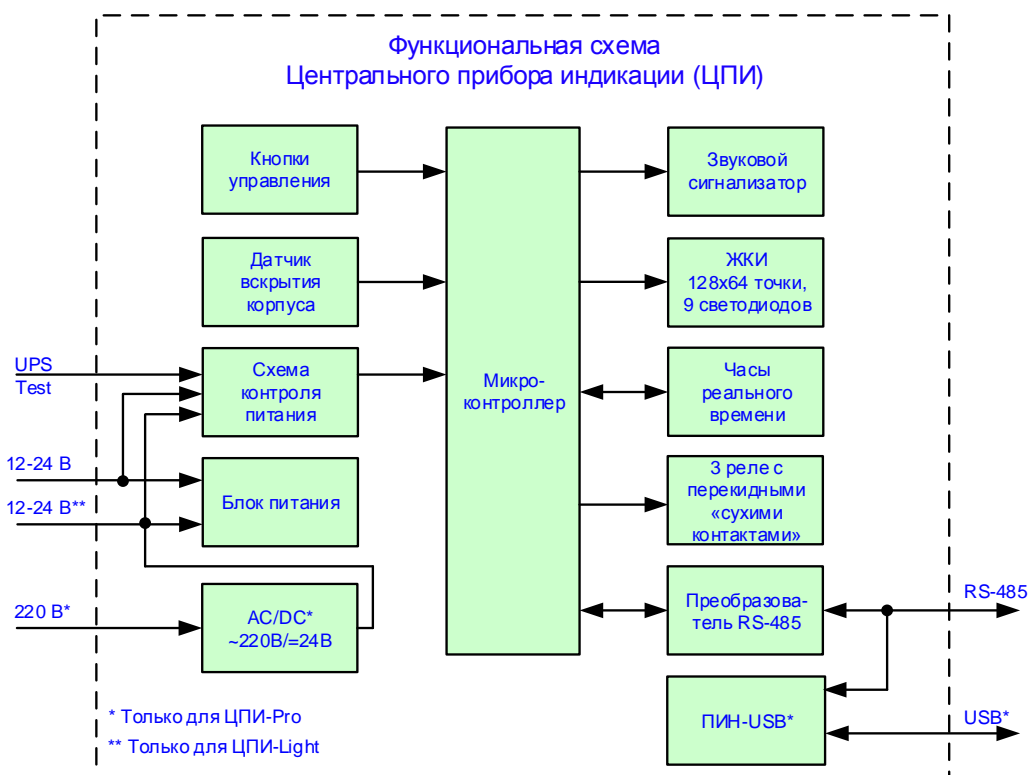 Функциональная схема
Центрального прибора индикации (ЦПИ)
Кнопки
управления
Звуковой
сигнализатор
Датчик
вскрытия
корпуса
ЖКИ
128x64 точки,
9 светодиодов
UPS
Test
Схема
контроля
питания
Микро-
контроллер
Часы
реального
времени
12-24 В
12-24 В**
Блок питания
3 реле с
перекидными
«сухими
контактами»
220 В*
AC/DC*
~220В/=24В
Преобразова-
тель RS-485
RS-485
ПИН-USB*
USB*
* Только для ЦПИ-Pro
** Только для ЦПИ-Light